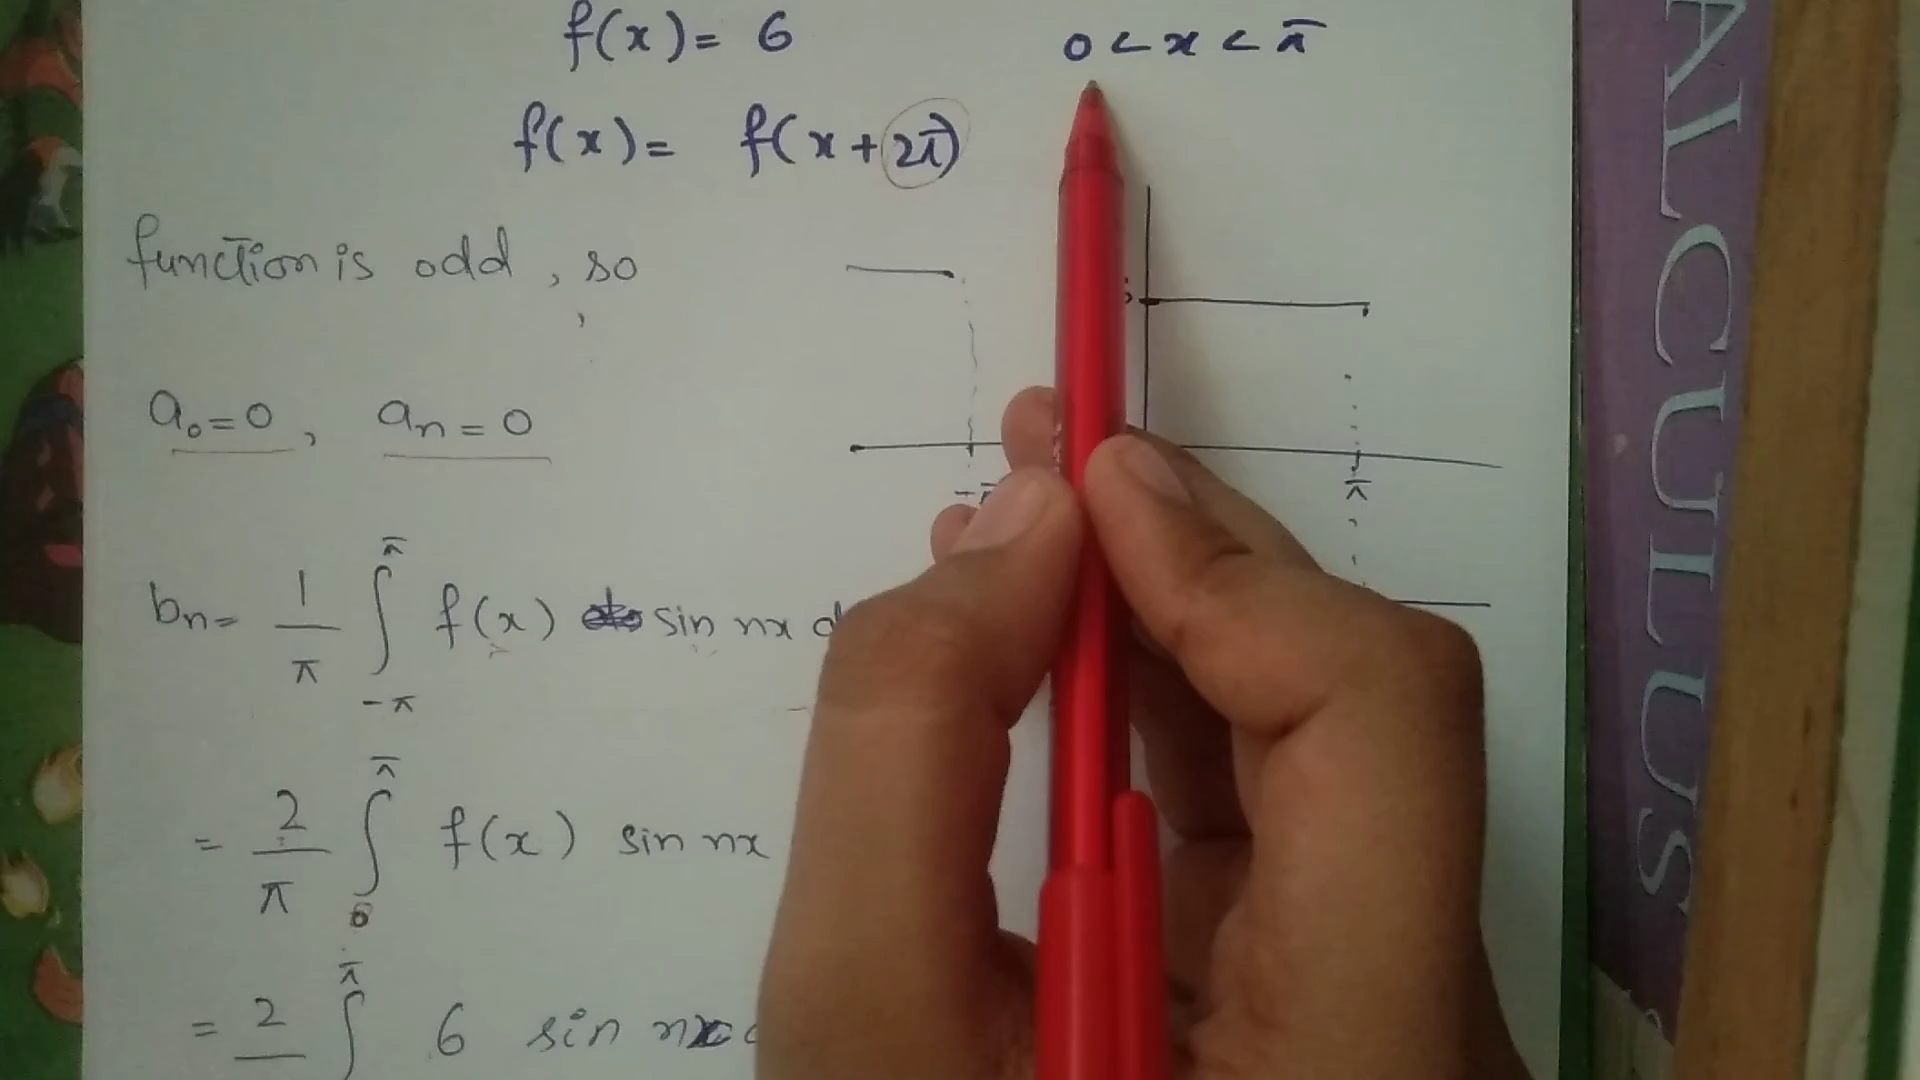 f(x) = 6    0 < x < π
f(x) = f(x + 2π)
function is odd, so
a₀ = 0, aₙ = 0
π
-π
bₙ = 1/π ∫_{-π}^{π} f(x) sin nx d
= 2/π ∫_{0}^{π} f(x) sin nx
= 2 ∫^{π} 6 sin nx
ALCULUS